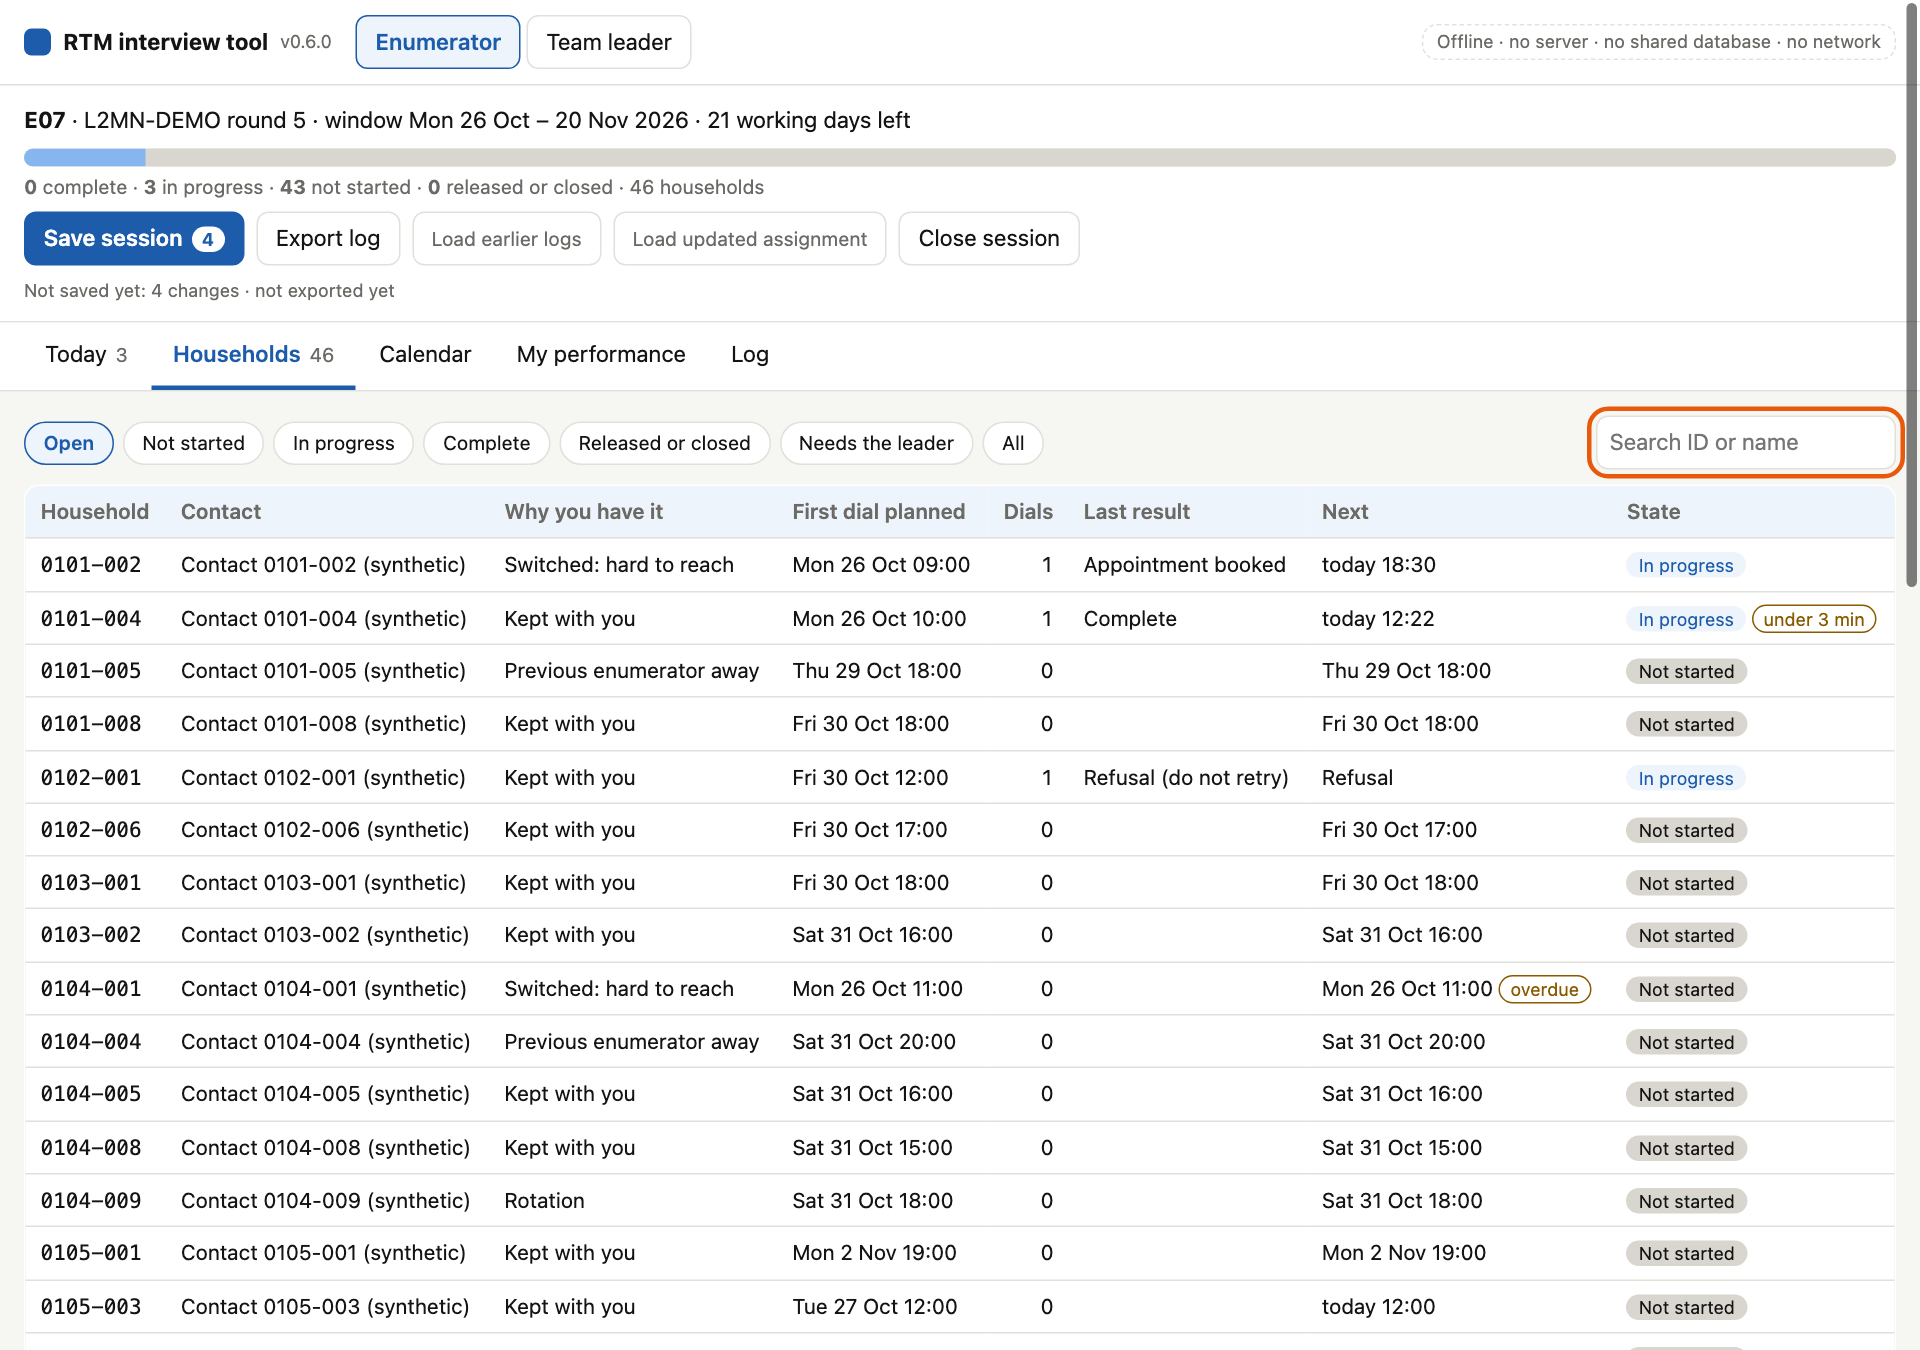 RTM interview tool v0.6.0 Enumerator Team leader Offline · no server · no shared database · no network
E07 · L2MN-DEMO round 5 · window Mon 26 Oct – 20 Nov 2026 · 21 working days left
0 complete · 3 in progress · 43 not started · 0 released or closed · 46 households
Save session 4 Export log Load earlier logs Load updated assignment Close session
Not saved yet: 4 changes · not exported yet
Today 3 Households 46 Calendar My performance Log
Open Not started In progress Complete Released or closed Needs the leader All Search ID or name
Household Contact Why you have it First dial planned Dials Last result Next State
0101–002 Contact 0101-002 (synthetic) Switched: hard to reach Mon 26 Oct 09:00 1 Appointment booked today 18:30 In progress
0101–004 Contact 0101-004 (synthetic) Kept with you Mon 26 Oct 10:00 1 Complete today 12:22 In progress under 3 min
0101–005 Contact 0101-005 (synthetic) Previous enumerator away Thu 29 Oct 18:00 0 Thu 29 Oct 18:00 Not started
0101–008 Contact 0101-008 (synthetic) Kept with you Fri 30 Oct 18:00 0 Fri 30 Oct 18:00 Not started
0102–001 Contact 0102-001 (synthetic) Kept with you Fri 30 Oct 12:00 1 Refusal (do not retry) Refusal In progress
0102–006 Contact 0102-006 (synthetic) Kept with you Fri 30 Oct 17:00 0 Fri 30 Oct 17:00 Not started
0103–001 Contact 0103-001 (synthetic) Kept with you Fri 30 Oct 18:00 0 Fri 30 Oct 18:00 Not started
0103–002 Contact 0103-002 (synthetic) Kept with you Sat 31 Oct 16:00 0 Sat 31 Oct 16:00 Not started
0104–001 Contact 0104-001 (synthetic) Switched: hard to reach Mon 26 Oct 11:00 0 Mon 26 Oct 11:00 overdue Not started
0104–004 Contact 0104-004 (synthetic) Previous enumerator away Sat 31 Oct 20:00 0 Sat 31 Oct 20:00 Not started
0104–005 Contact 0104-005 (synthetic) Kept with you Sat 31 Oct 16:00 0 Sat 31 Oct 16:00 Not started
0104–008 Contact 0104-008 (synthetic) Kept with you Sat 31 Oct 15:00 0 Sat 31 Oct 15:00 Not started
0104–009 Contact 0104-009 (synthetic) Rotation Sat 31 Oct 18:00 0 Sat 31 Oct 18:00 Not started
0105–001 Contact 0105-001 (synthetic) Kept with you Mon 2 Nov 19:00 0 Mon 2 Nov 19:00 Not started
0105–003 Contact 0105-003 (synthetic) Kept with you Tue 27 Oct 12:00 0 today 12:00 Not started